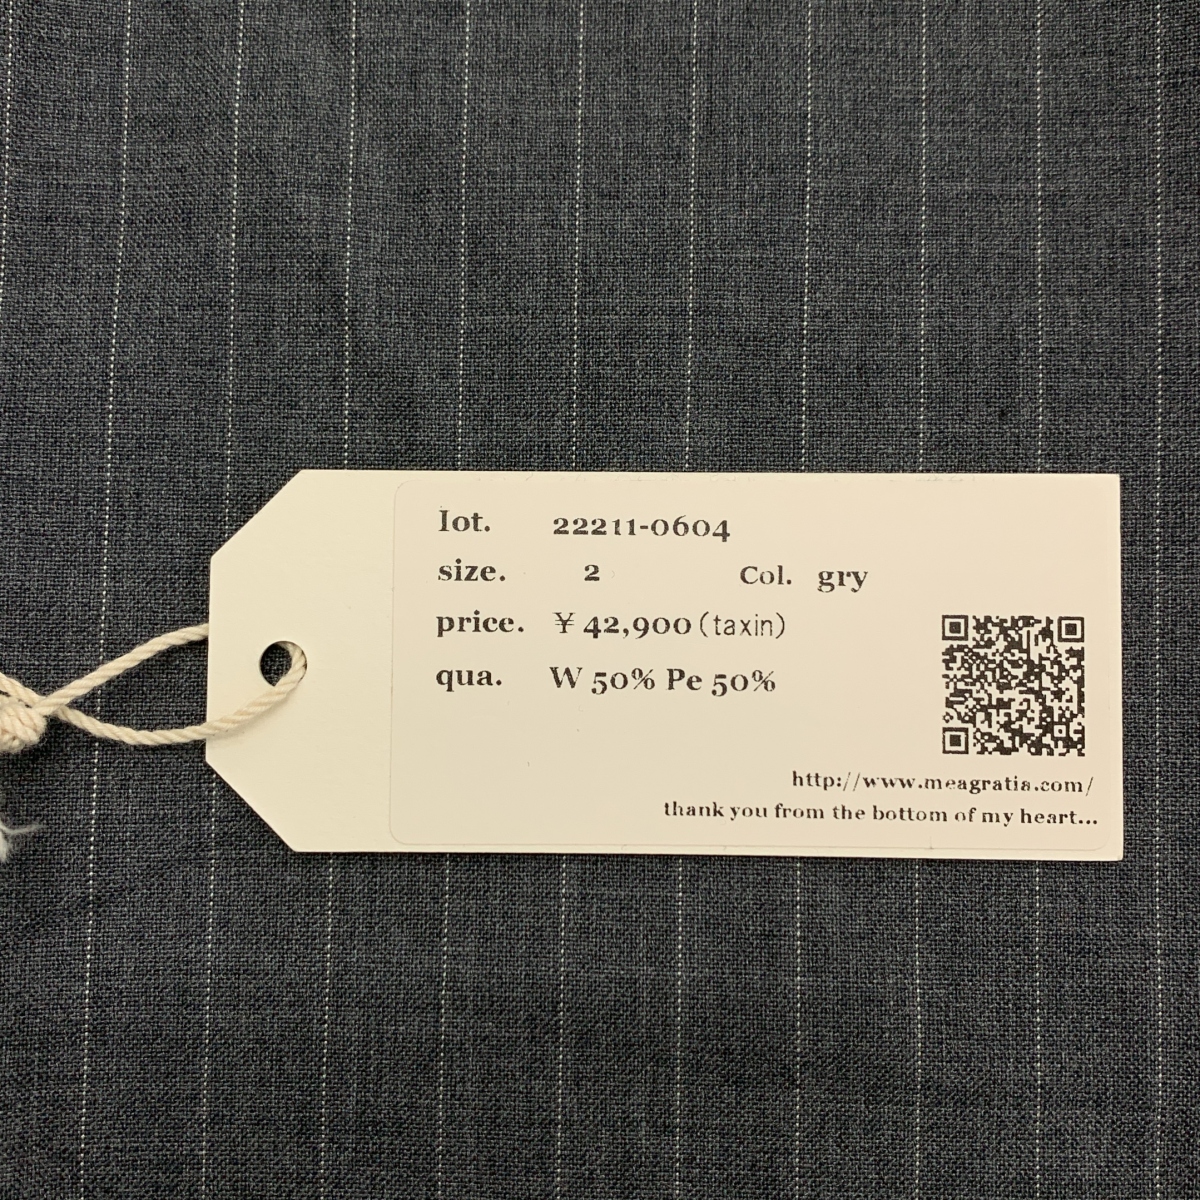 lot. 22211-0604
size. 2 Col. gry
price. ¥ 42,900 (taxin)
qua. W 50% Pe 50%
http://www.meagratia.com/
thank you from the bottom of my heart...